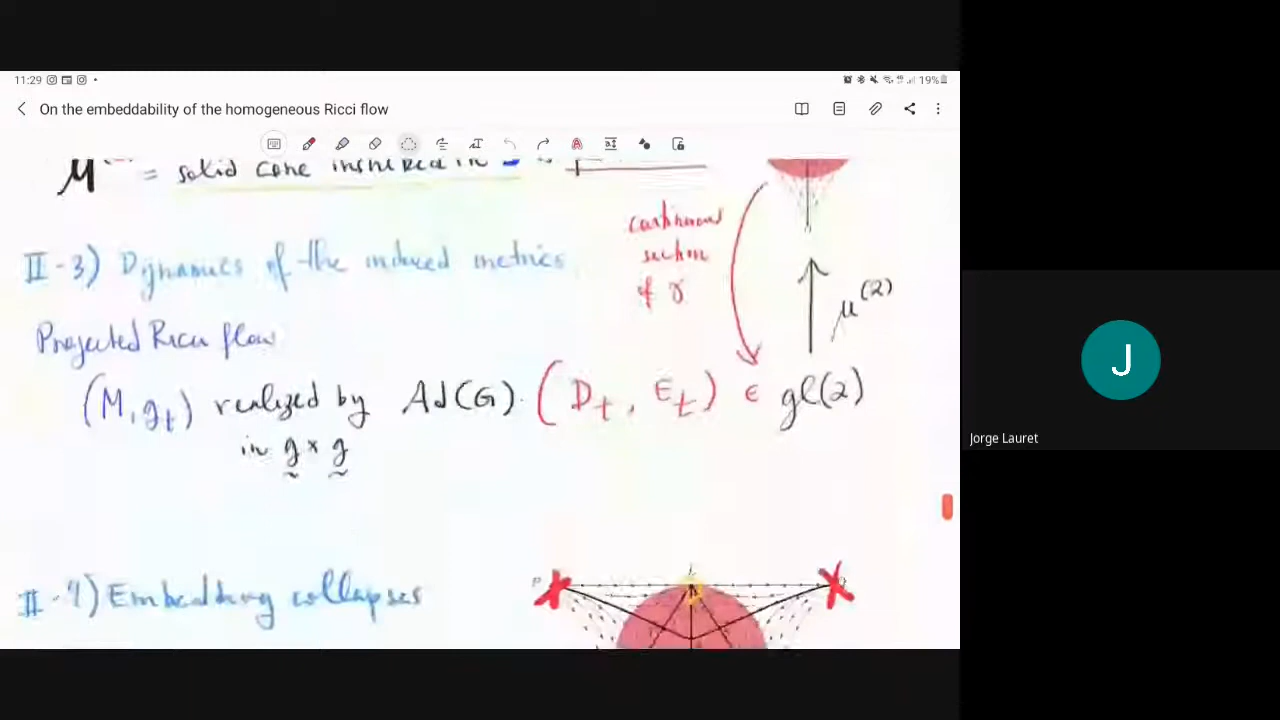 11:29 19%
On the embeddability of the homogeneous Ricci flow
= solid cone inside
II-3) Dynamics of the induced metrics
continuous
section
of γ
μ(2)
Projected Ricci flow
(M, g_t) realized by Ad(G). (D_t, E_t) ∈ gl(2)
in g × g
II-4) Embedding collapses
J
Jorge Lauret